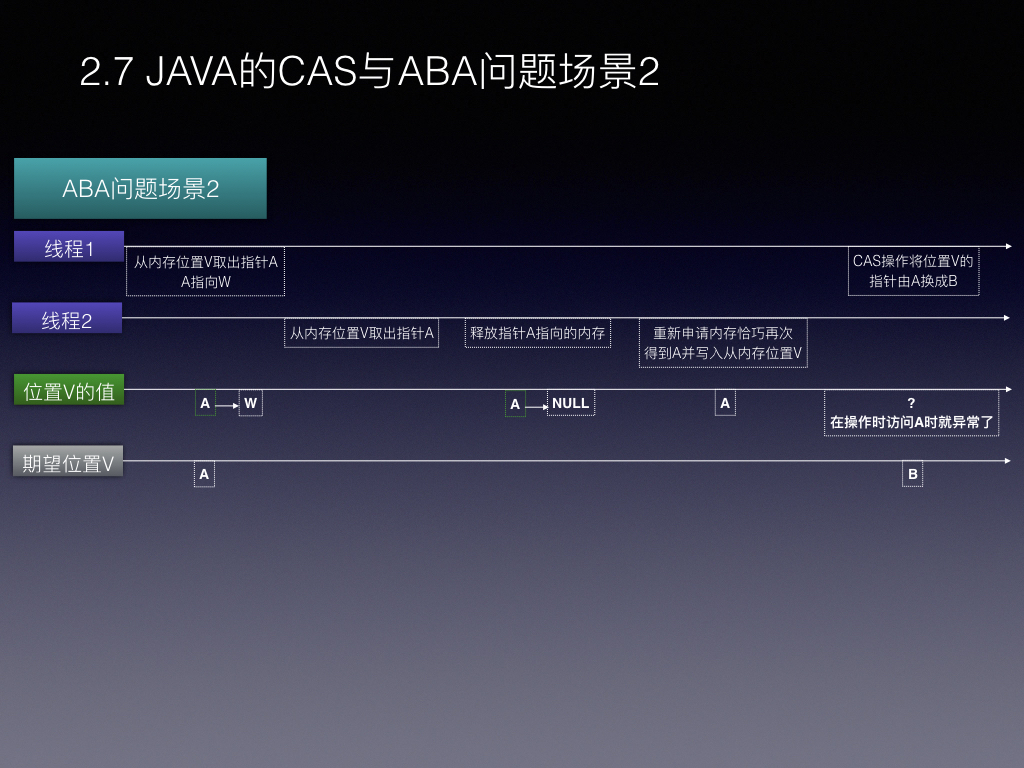 2.7 JAVA的CAS与ABA问题场景2
ABA问题场景2
线程1
从内存位置V取出指针A
A指向W
CAS操作将位置V的
指针由A换成B
线程2
从内存位置V取出指针A
释放指针A指向的内存
重新申请内存恰巧再次
得到A并写入从内存位置V
位置V的值
A
W
A
NULL
A
?
在操作时访问A时就异常了
期望位置V
A
B